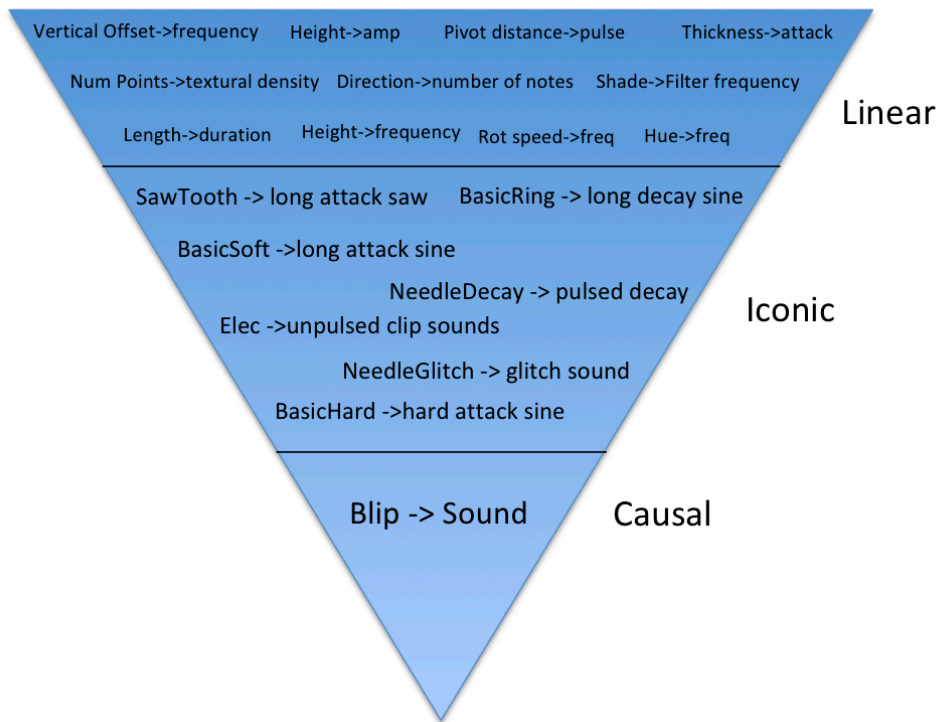 Vertical Offset->frequency Height->amp Pivot distance->pulse Thickness->attack
Num Points->textural density Direction->number of notes Shade->Filter frequency
Linear
Length->duration Height->frequency Rot speed->freq Hue->freq
SawTooth -> long attack saw BasicRing -> long decay sine
BasicSoft ->long attack sine
NeedleDecay -> pulsed decay
Iconic
Elec ->unpulsed clip sounds
NeedleGlitch -> glitch sound
BasicHard ->hard attack sine
Blip -> Sound Causal